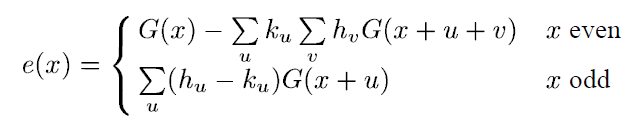 e(x) = { G(x) − ∑_u k_u ∑_v h_v G(x + u + v)   x even
∑_u (h_u − k_u)G(x + u)   x odd